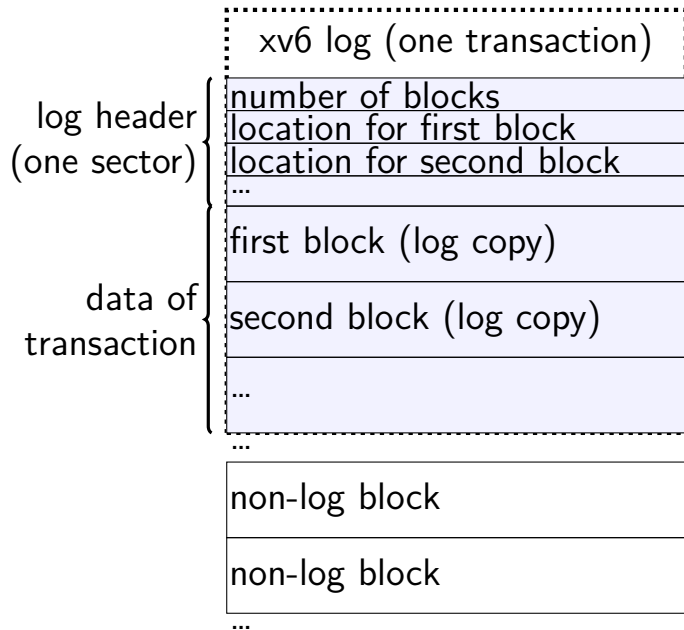 xv6 log (one transaction)
log header
(one sector)
number of blocks
location for first block
location for second block
...
data of
transaction
first block (log copy)
second block (log copy)
...
...
non-log block
non-log block
...